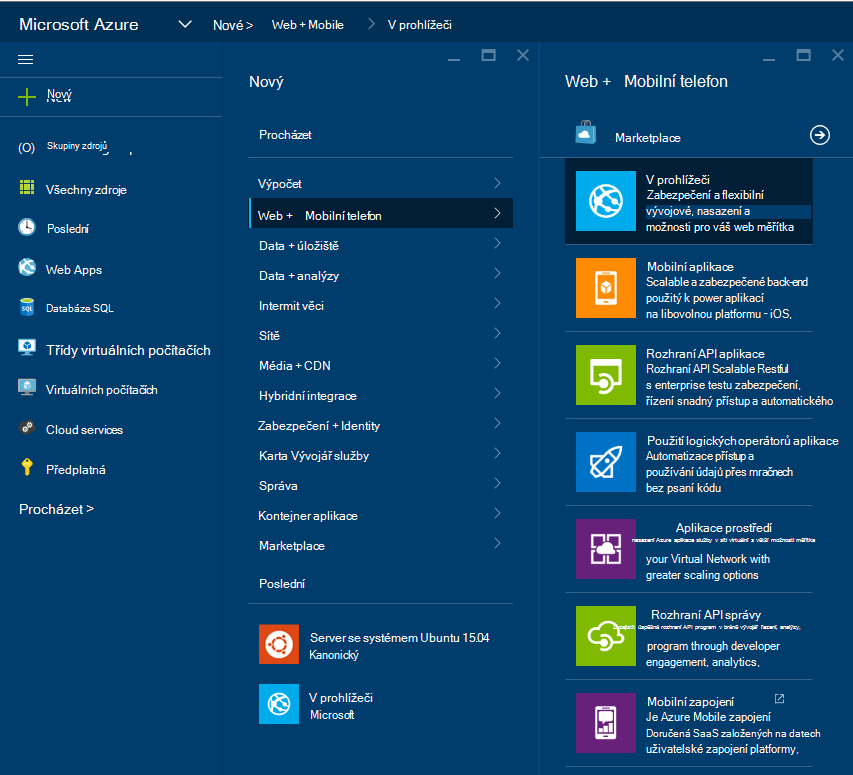 Microsoft Azure
Nové >
Web + Mobile
V prohlížeči
Nový
Skupiny zdrojů
Všechny zdroje
Poslední
Web Apps
SQL
Databáze SQL
Třídy virtuálních počítačích
Virtuálních počítačích
Cloud services
Předplatná
Procházet >
Nový
Procházet
Výpočet
Web + Mobilní telefon
Data + úložiště
Data + analýzy
Intermit věci
Sítě
Média + CDN
Hybridní integrace
Zabezpečení + Identity
Karta Vývojář služby
Správa
Kontejner aplikace
Marketplace
Poslední
Server se systémem Ubuntu 15.04
Kanonický
V prohlížeči
Microsoft
Web + Mobilní telefon
Marketplace
V prohlížeči
Zabezpečení a flexibilní
vývojové, nasazení a
možnosti pro váš web měřítka
Mobilní aplikace
Scalable a zabezpečené back-end
použitý k power aplikací
na libovolnou platformu - iOS,
Rozhraní API aplikace
Rozhraní API Scalable Restful
s enterprise testu zabezpečení,
řízení snadný přístup a automatického
Použití logických operátorů aplikace
Automatizace přístup a
používání údajů přes mračnech
bez psaní kódu
Aplikace prostředí
nasazení Azure aplikace služby v síti virtuální s větší možnosti měřítka
your Virtual Network with
greater scaling options
Rozhraní API správy
úspěšné rozhraní API program v bráně vývojář řazení, analýzy,
program through developer
engagement, analytics,
Mobilní zapojení
Je Azure Mobile zapojení
Doručená SaaS založených na datech
uživatelské zapojení platformy,